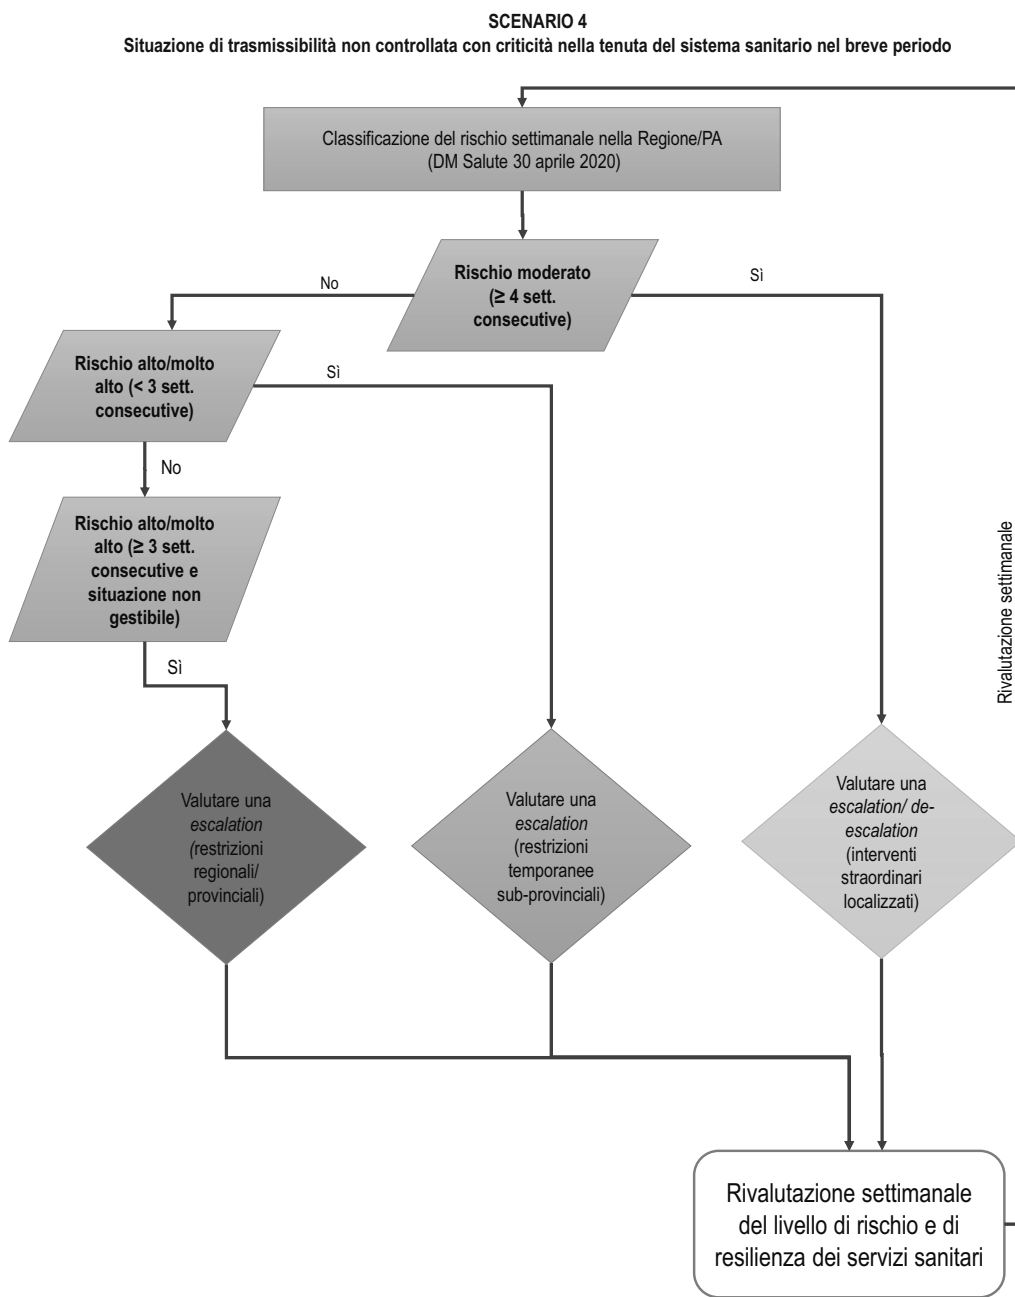 SCENARIO 4
Situazione di trasmissibilità non controllata con criticità nella tenuta del sistema sanitario nel breve periodo
Classificazione del rischio settimanale nella Regione/PA
(DM Salute 30 aprile 2020)
Rischio moderato
(≥ 4 sett.
consecutive)
No
Sì
Rischio alto/molto
alto (< 3 sett.
consecutive)
Sì
No
Rischio alto/molto
alto (≥ 3 sett.
consecutive e
situazione non
gestibile)
Sì
Rivalutazione settimanale
Valutare una
escalation
(restrizioni
regionali/
provinciali)
Valutare una
escalation
(restrizioni
temporanee
sub-provinciali)
Valutare una
escalation/ de-
escalation
(interventi
straordinari
localizzati)
Rivalutazione settimanale
del livello di rischio e di
resilienza dei servizi sanitari